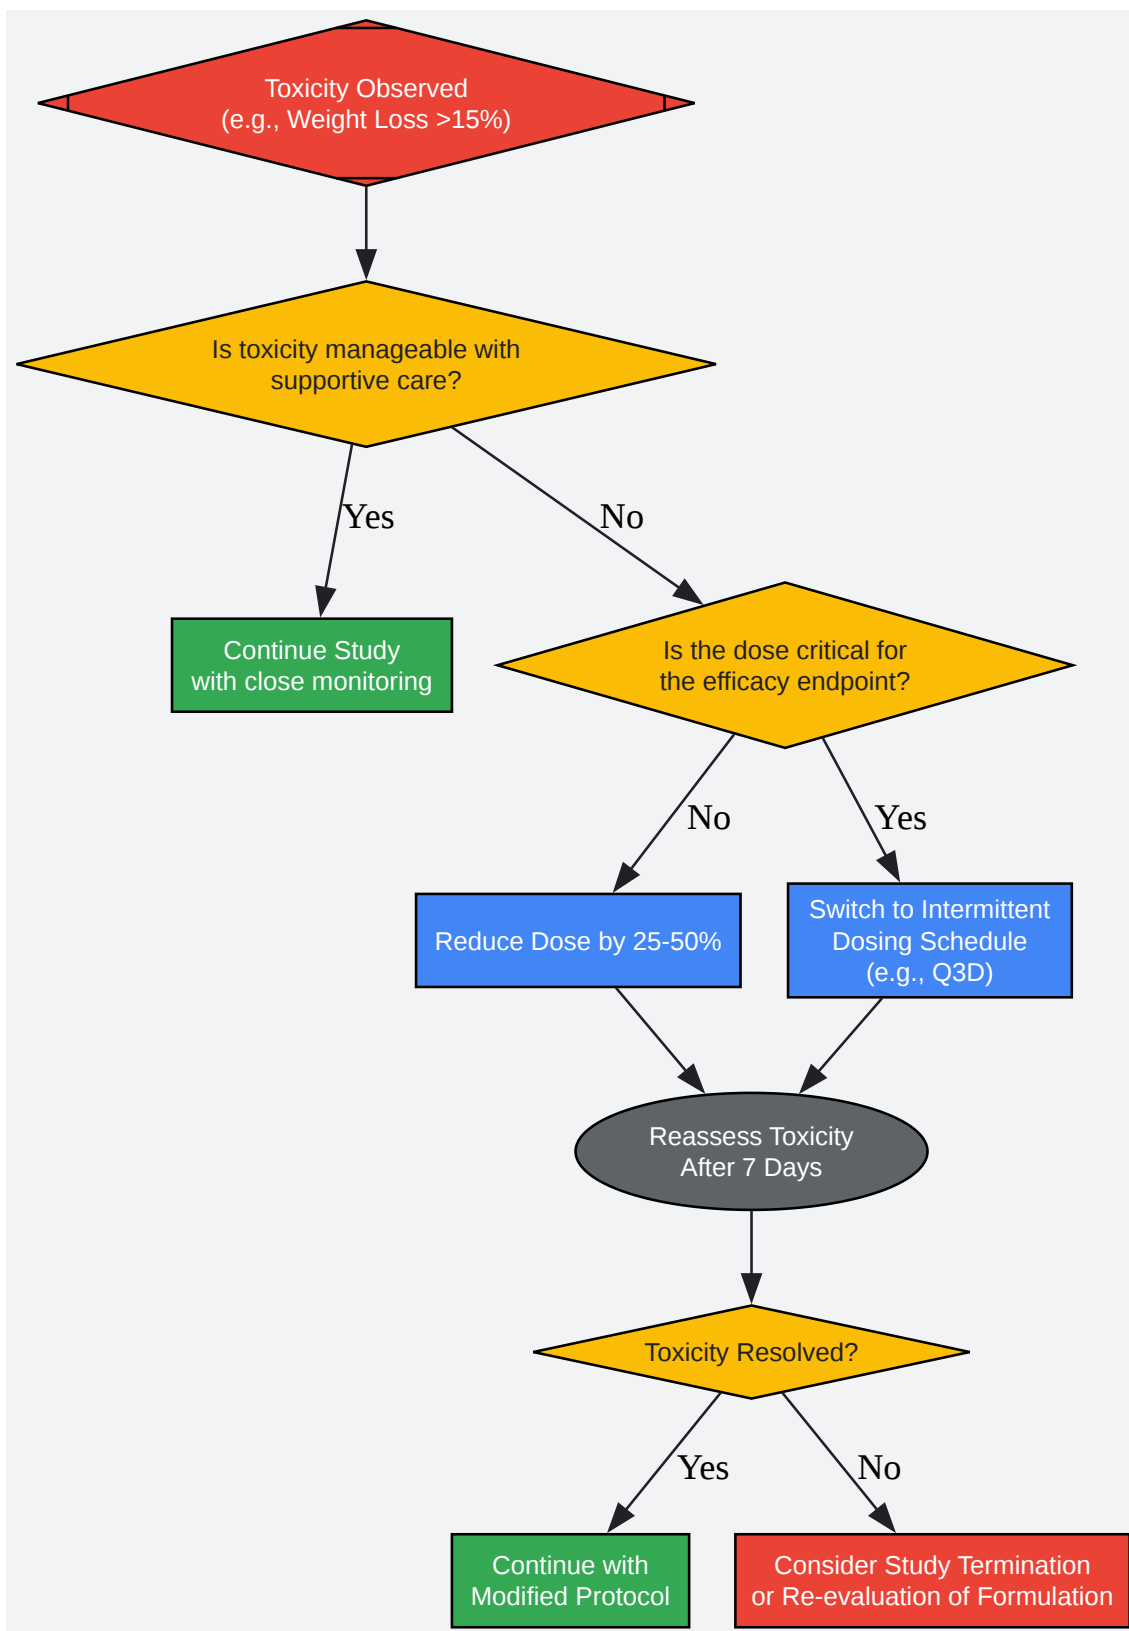 Toxicity Observed
(e.g., Weight Loss >15%)
Is toxicity manageable with
supportive care?
Yes
No
Continue Study
with close monitoring
Is the dose critical for
the efficacy endpoint?
No
Yes
Reduce Dose by 25-50%
Switch to Intermittent
Dosing Schedule
(e.g., Q3D)
Reassess Toxicity
After 7 Days
Toxicity Resolved?
Yes
No
Continue with
Modified Protocol
Consider Study Termination
or Re-evaluation of Formulation